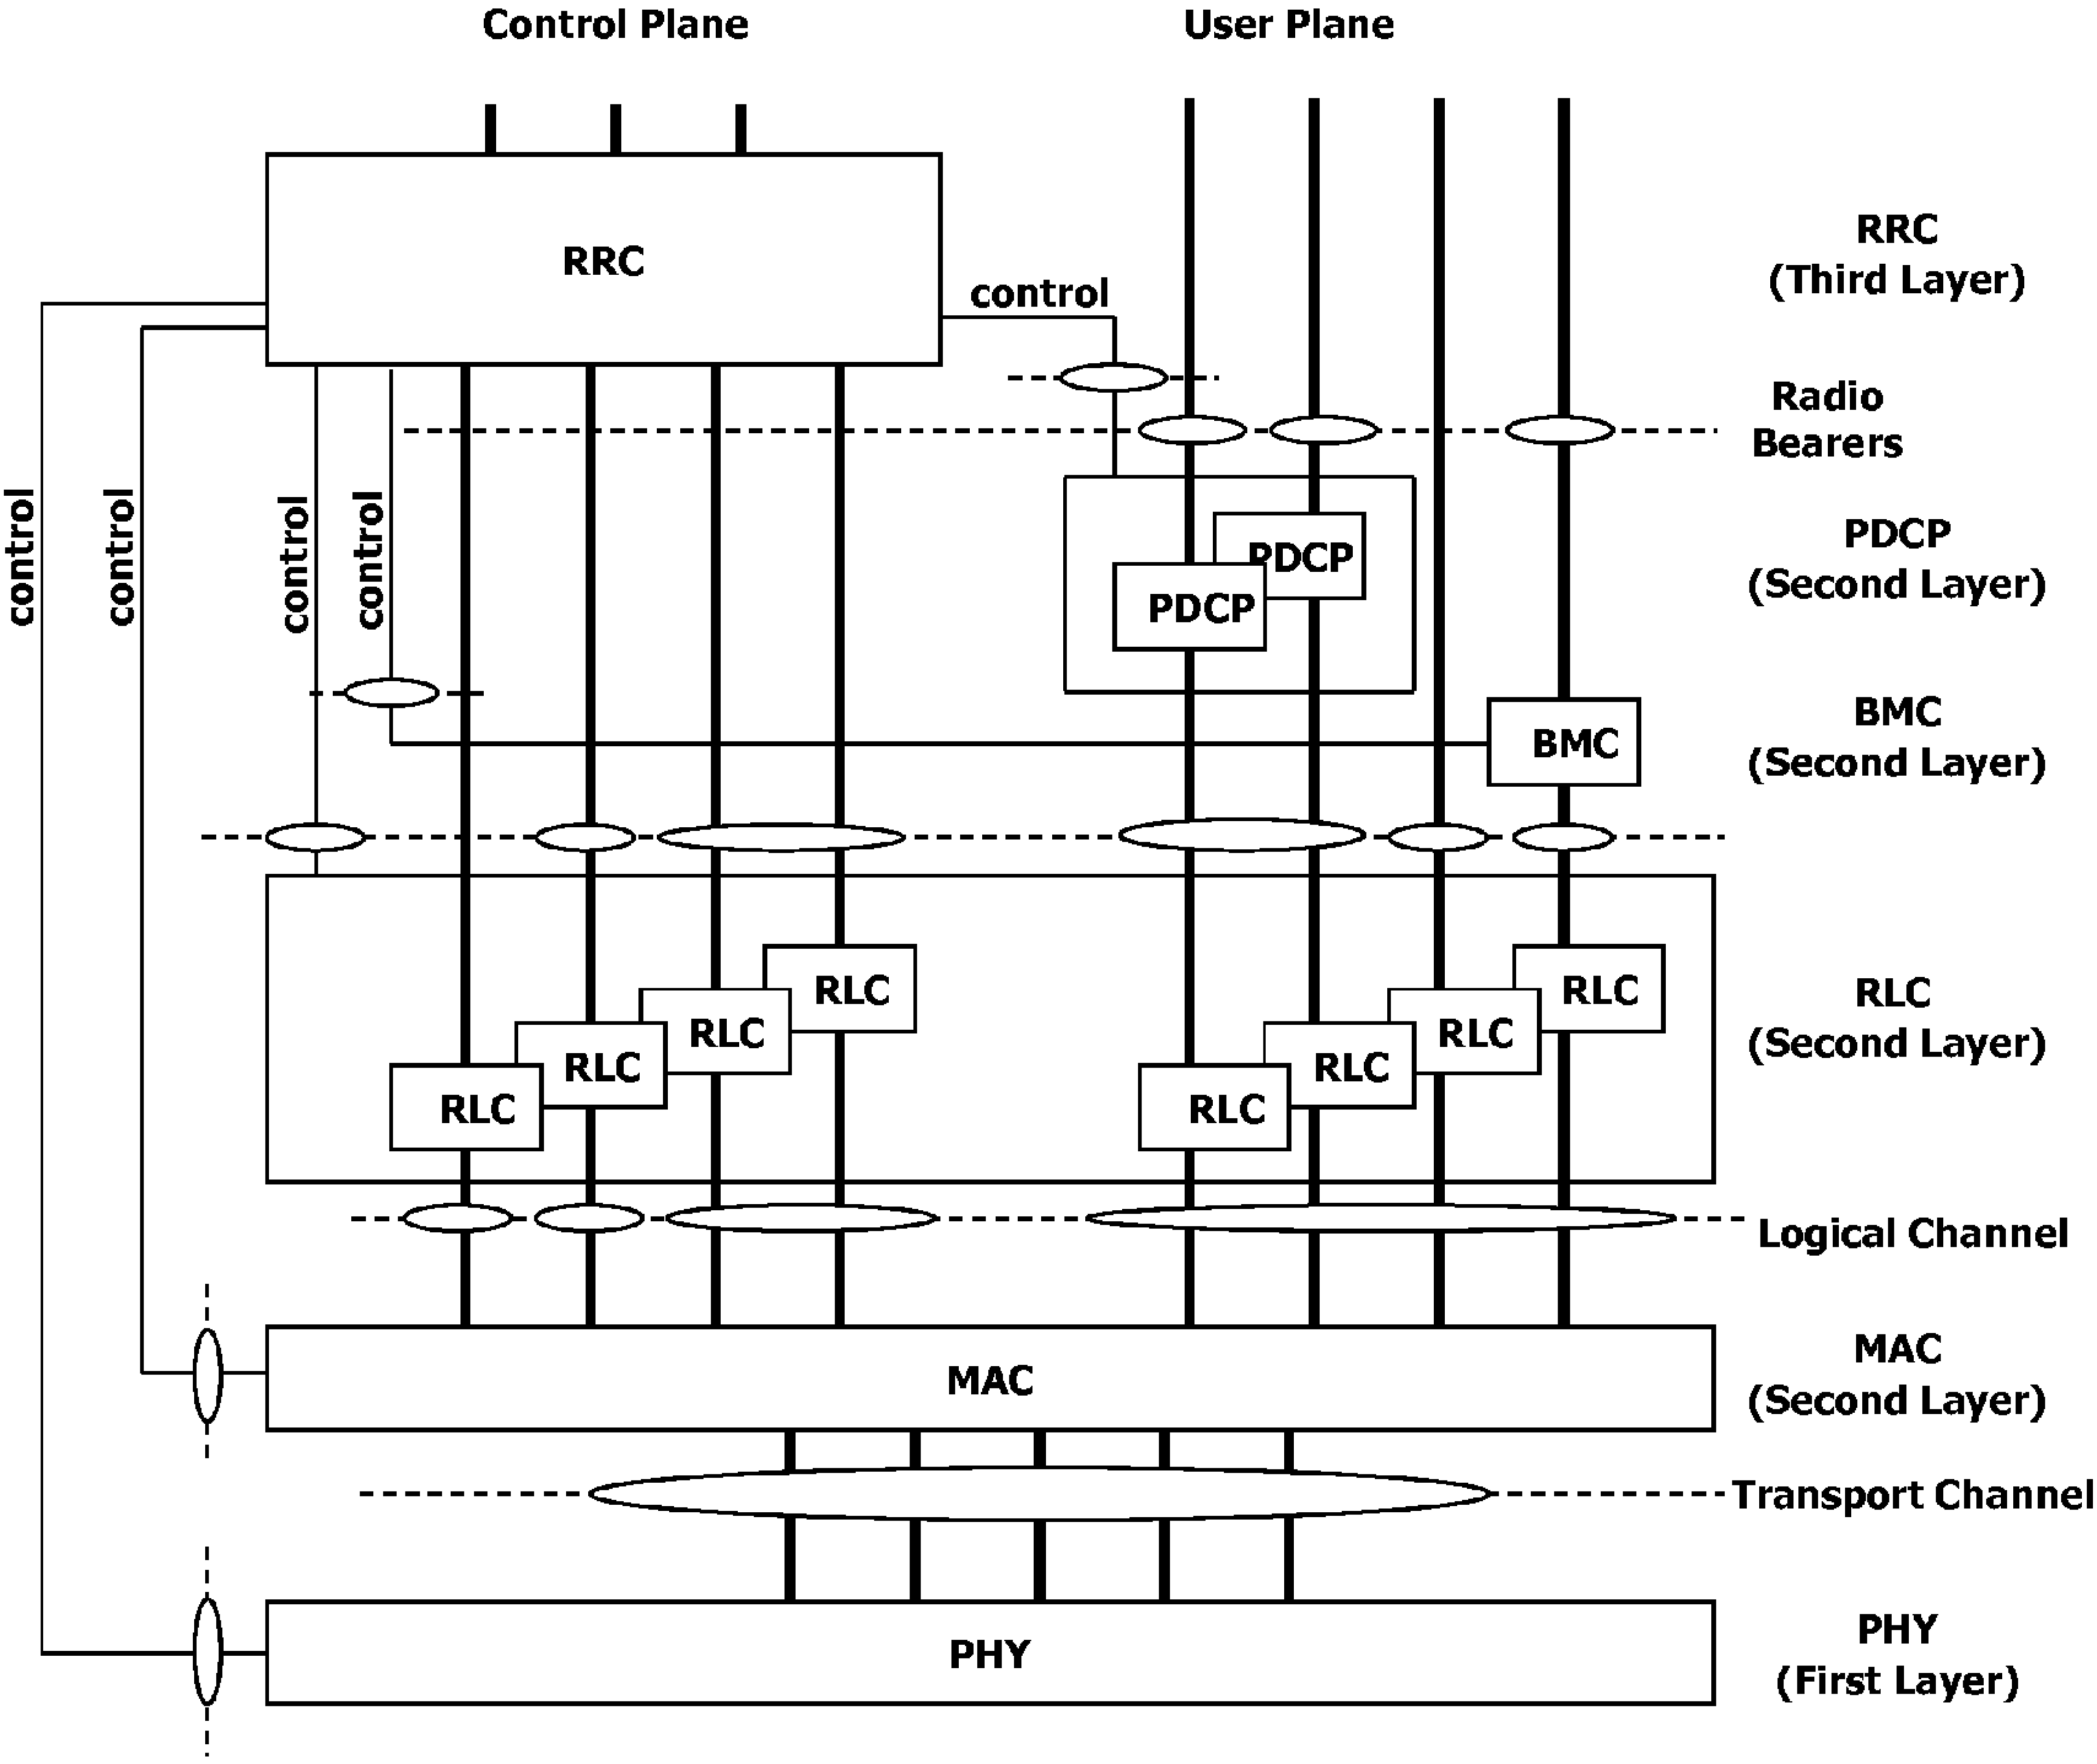 Control Plane
User Plane
RRC
RRC
(Third Layer)
control
Radio
Bearers
control
control
control
control
PDCP
PDCP
PDCP
(Second Layer)
BMC
BMC
(Second Layer)
RLC
RLC
RLC
RLC
RLC
RLC
RLC
RLC
RLC
(Second Layer)
Logical Channel
MAC
MAC
(Second Layer)
Transport Channel
PHY
PHY
(First Layer)